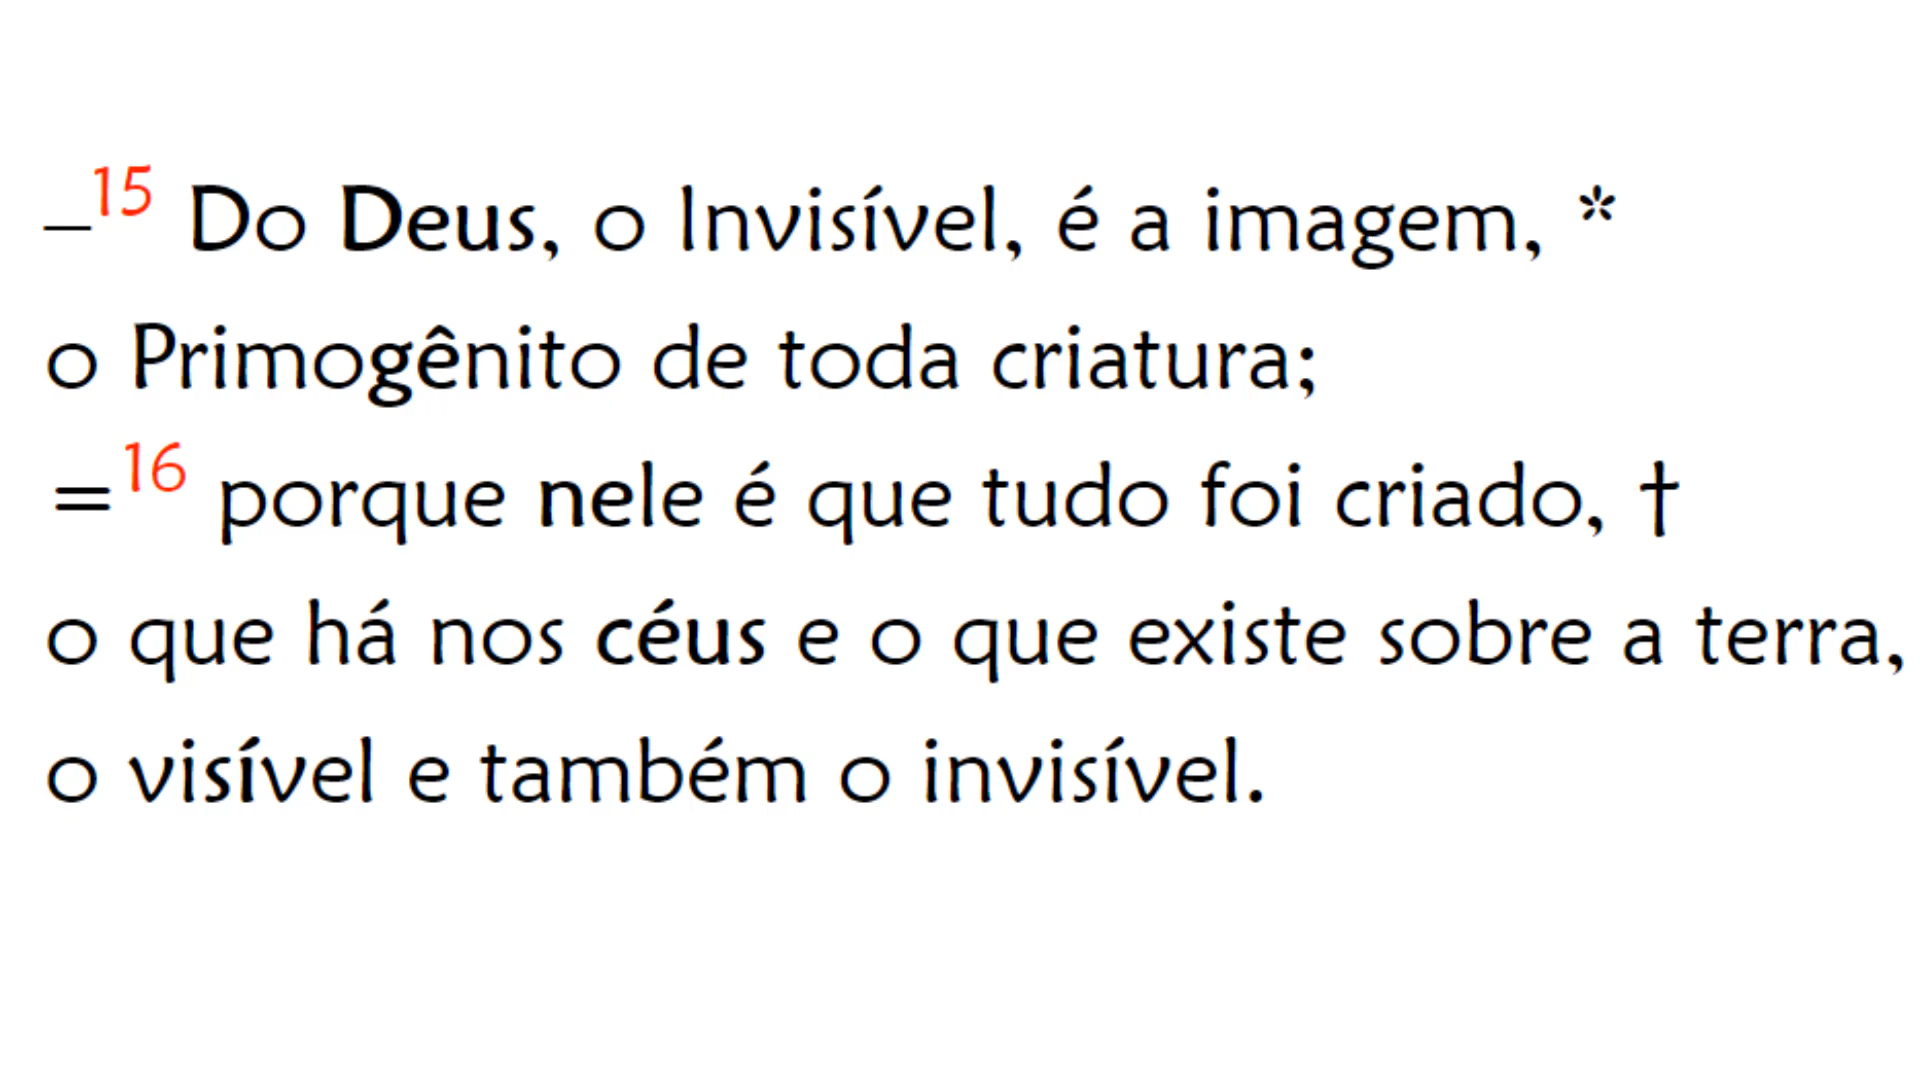 –15 Do Deus, o Invisível, é a imagem, *
o Primogênito de toda criatura;
=16 porque nele é que tudo foi criado, †
o que há nos céus e o que existe sobre a terra,
o visível e também o invisível.